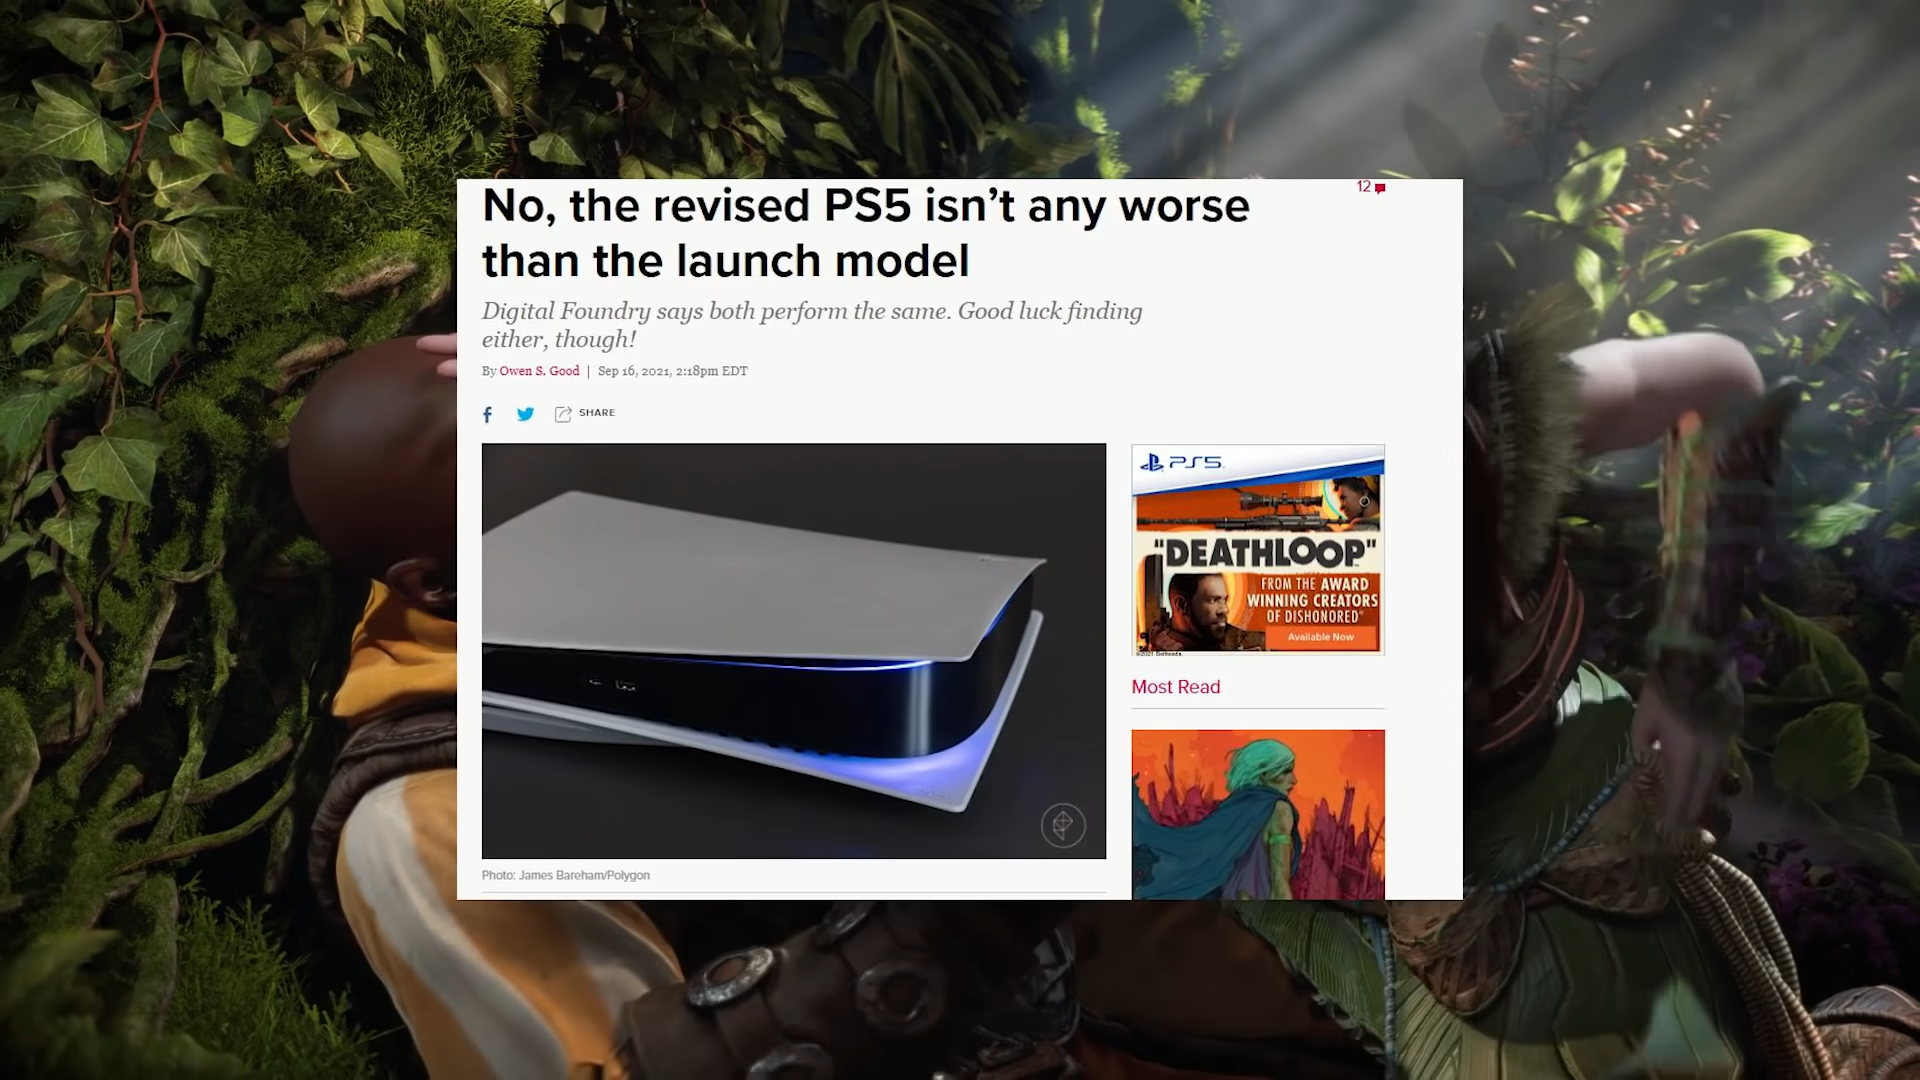 No, the revised PS5 isn’t any worse
than the launch model
12
Digital Foundry says both perform the same. Good luck finding
either, though!
By Owen S. Good | Sep 16, 2021, 2:18pm EDT
SHARE
PS5
"DEATHLOOP"
FROM THE AWARD
WINNING CREATORS
OF DISHONORED®
Available Now
©2021 Bethesda
Most Read
Photo: James Bareham/Polygon